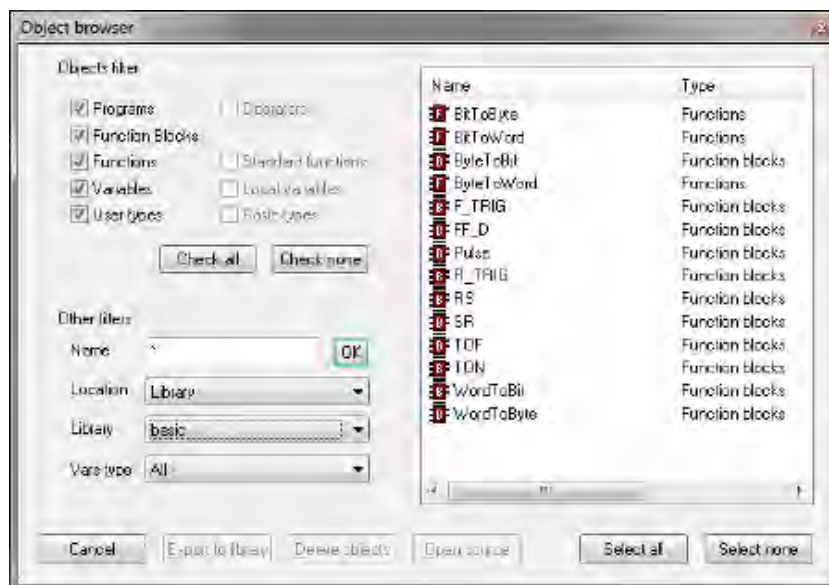 Object browser
Objects filter
Programs Operators
Function Blocks
Functions Standard functions
Variables Local variables
User types Basic types
Check all Check none
Other filters
Name * OK
Location Library
Library basic
Vars type All
Name Type
BitToByte Functions
BitToWord Functions
ByteToBit Function blocks
ByteToWord Functions
F_TRIG Function blocks
FF_D Function blocks
Pulse Function blocks
R_TRIG Function blocks
RS Function blocks
SR Function blocks
TOF Function blocks
TON Function blocks
WordToBit Function blocks
WordToByte Function blocks
Cancel Export to library Delete objects Open source Select all Select none